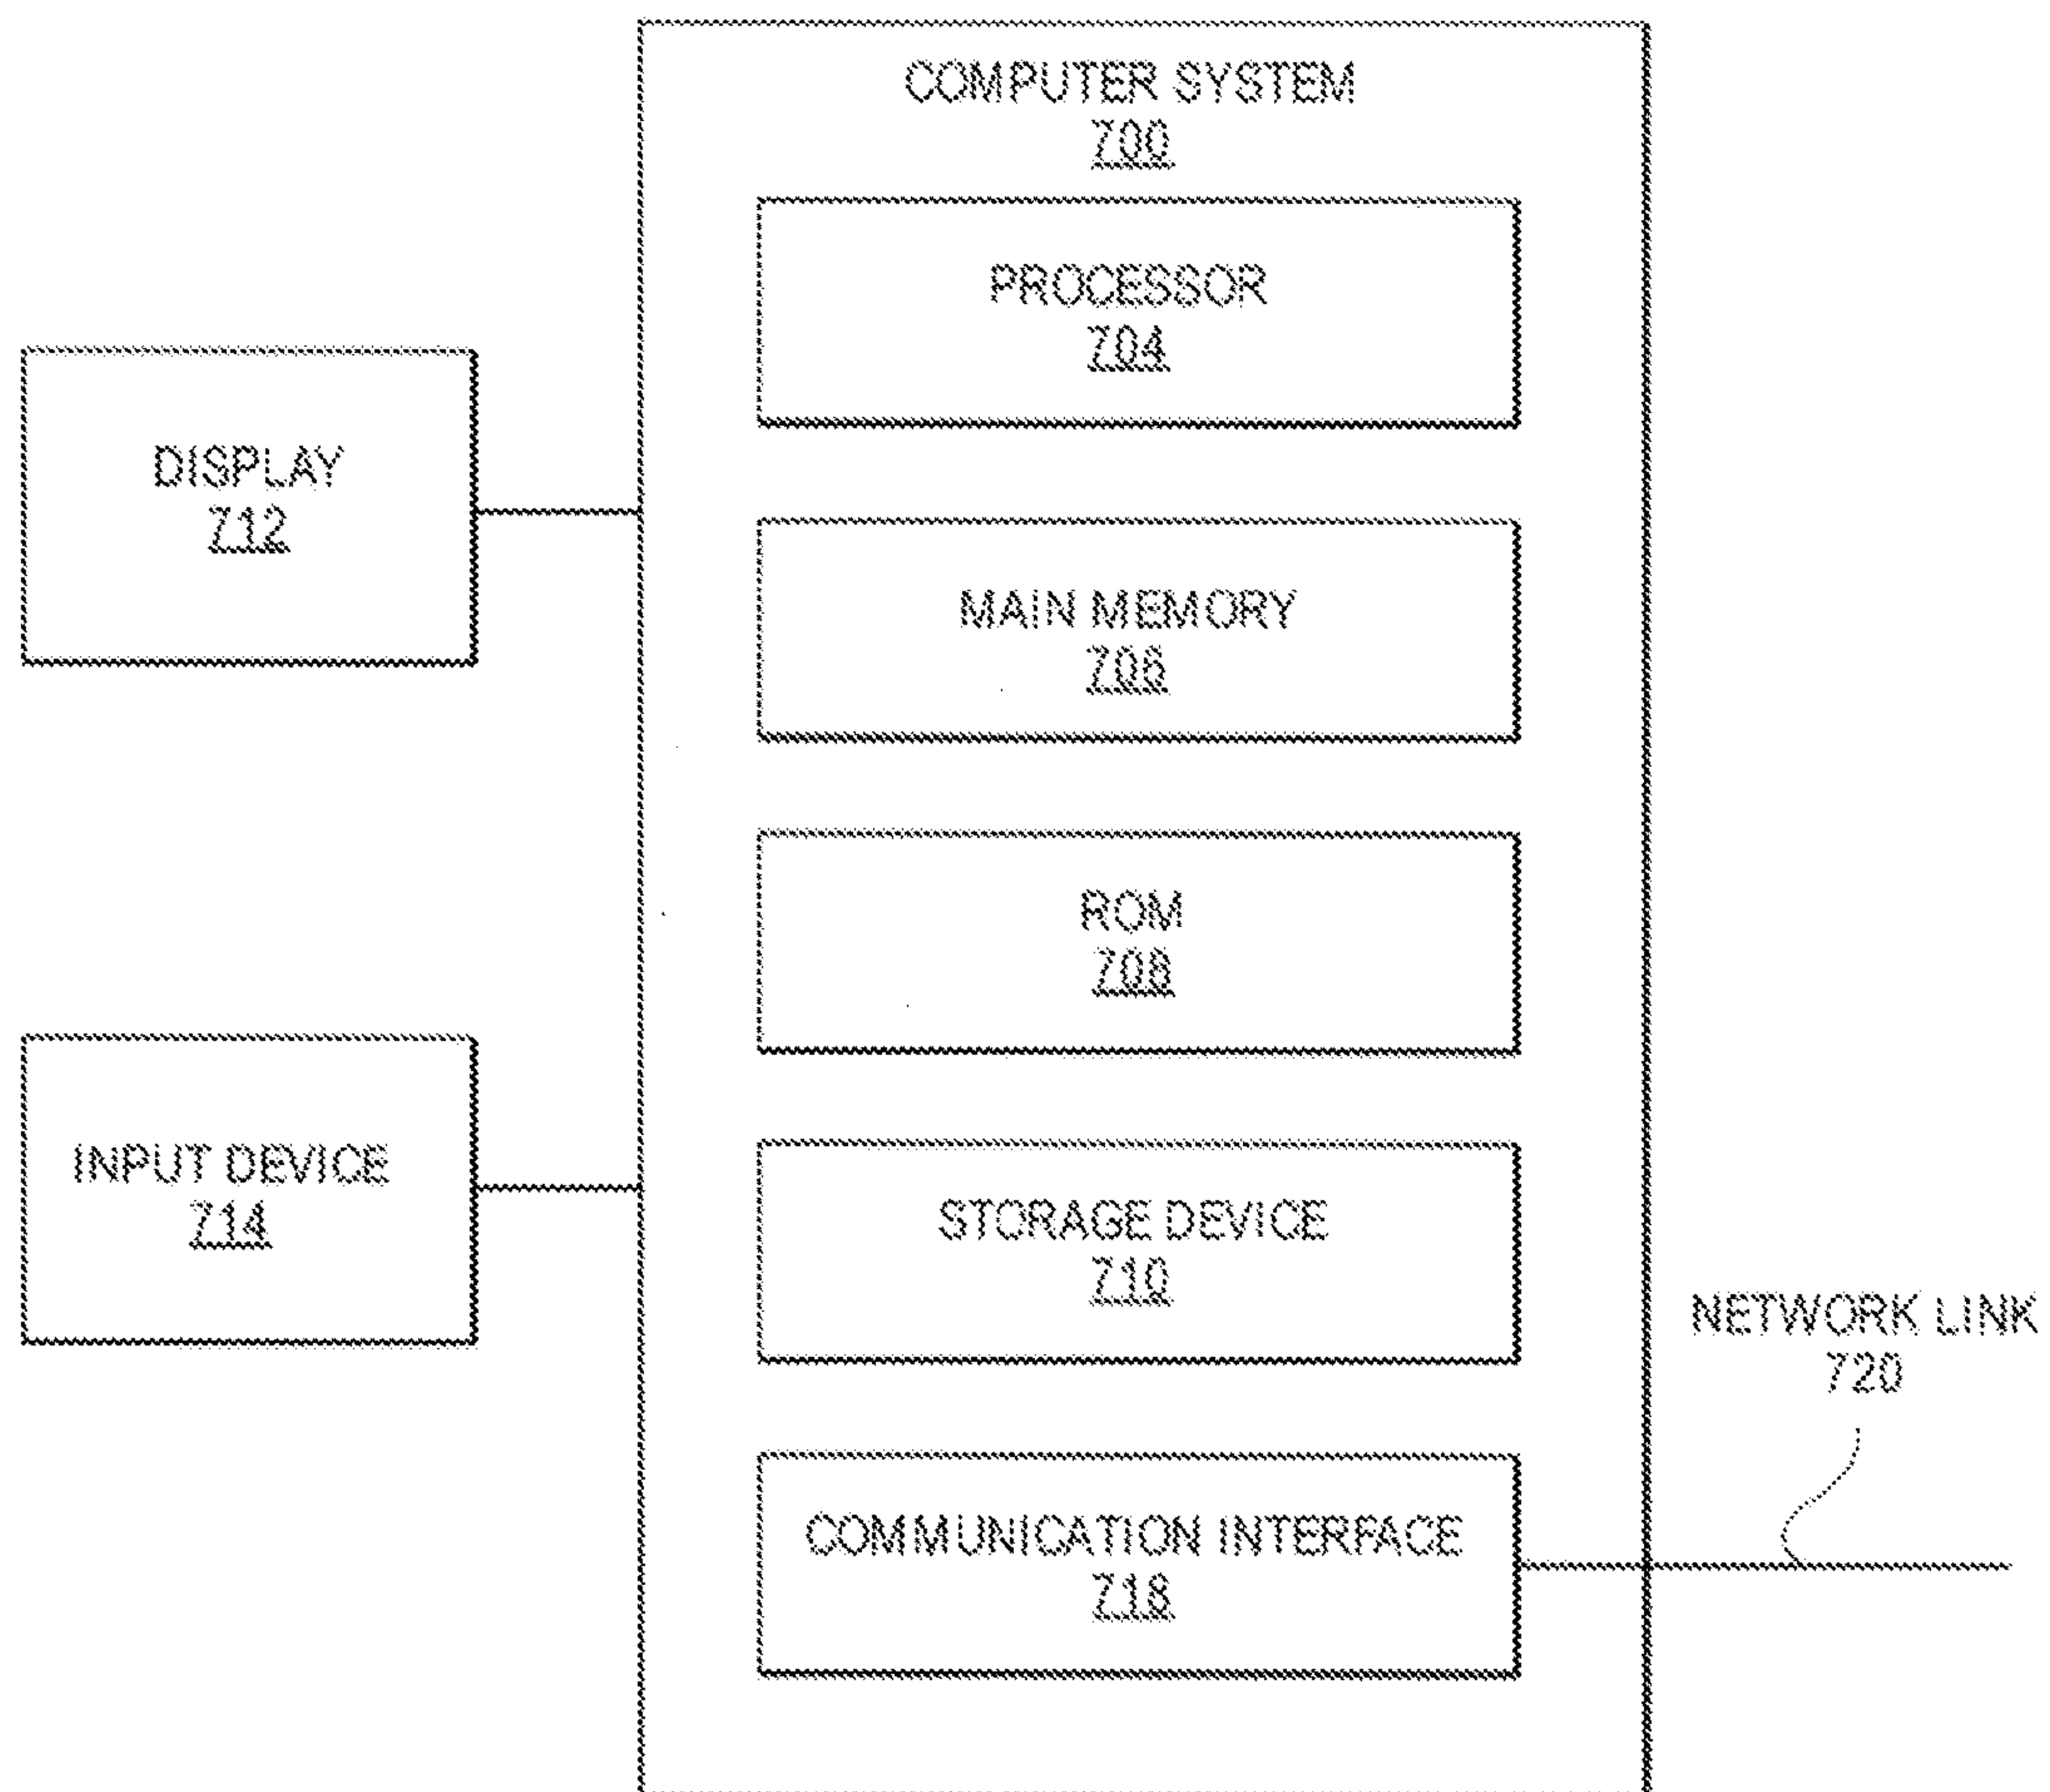 COMPUTER SYSTEM
700
PROCESSOR
704
DISPLAY
712
MAIN MEMORY
706
ROM
708
INPUT DEVICE
714
STORAGE DEVICE
710
NETWORK LINK
720
COMMUNICATION INTERFACE
718